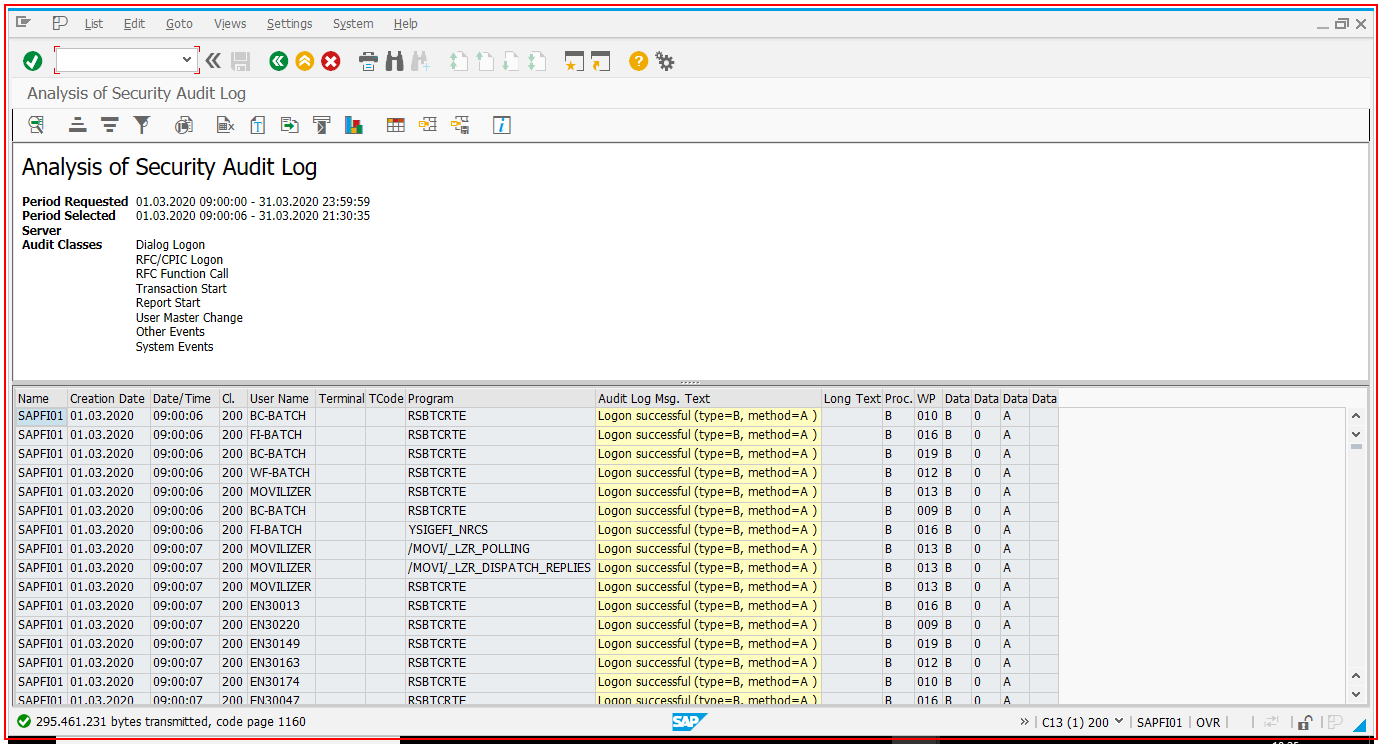 List Edit Goto Views Settings System Help
Analysis of Security Audit Log
Analysis of Security Audit Log
Period Requested 01.03.2020 09:00:00 - 31.03.2020 23:59:59
Period Selected 01.03.2020 09:00:06 - 31.03.2020 21:30:35
Server
Audit Classes Dialog Logon
RFC/CPIC Logon
RFC Function Call
Transaction Start
Report Start
User Master Change
Other Events
System Events
Name Creation Date Date/Time Cl. User Name Terminal TCode Program Audit Log Msg. Text Long Text Proc. WP Data Data Data Data
SAPFI01 01.03.2020 09:00:06 200 BC-BATCH RSBTCRTE Logon successful (type=B, method=A ) B 010 B 0 A
SAPFI01 01.03.2020 09:00:06 200 FI-BATCH RSBTCRTE Logon successful (type=B, method=A ) B 016 B 0 A
SAPFI01 01.03.2020 09:00:06 200 BC-BATCH RSBTCRTE Logon successful (type=B, method=A ) B 019 B 0 A
SAPFI01 01.03.2020 09:00:06 200 WF-BATCH RSBTCRTE Logon successful (type=B, method=A ) B 012 B 0 A
SAPFI01 01.03.2020 09:00:06 200 MOVILIZER RSBTCRTE Logon successful (type=B, method=A ) B 013 B 0 A
SAPFI01 01.03.2020 09:00:06 200 BC-BATCH RSBTCRTE Logon successful (type=B, method=A ) B 009 B 0 A
SAPFI01 01.03.2020 09:00:06 200 FI-BATCH YSIGEFI_NRCS Logon successful (type=B, method=A ) B 016 B 0 A
SAPFI01 01.03.2020 09:00:07 200 MOVILIZER /MOVI/_LZR_POLLING Logon successful (type=B, method=A ) B 013 B 0 A
SAPFI01 01.03.2020 09:00:07 200 MOVILIZER /MOVI/_LZR_DISPATCH_REPLIES Logon successful (type=B, method=A ) B 013 B 0 A
SAPFI01 01.03.2020 09:00:07 200 MOVILIZER RSBTCRTE Logon successful (type=B, method=A ) B 013 B 0 A
SAPFI01 01.03.2020 09:00:07 200 EN30013 RSBTCRTE Logon successful (type=B, method=A ) B 016 B 0 A
SAPFI01 01.03.2020 09:00:07 200 EN30220 RSBTCRTE Logon successful (type=B, method=A ) B 009 B 0 A
SAPFI01 01.03.2020 09:00:07 200 EN30149 RSBTCRTE Logon successful (type=B, method=A ) B 019 B 0 A
SAPFI01 01.03.2020 09:00:07 200 EN30163 RSBTCRTE Logon successful (type=B, method=A ) B 012 B 0 A
SAPFI01 01.03.2020 09:00:07 200 EN30174 RSBTCRTE Logon successful (type=B, method=A ) B 010 B 0 A
SAPFI01 01.03.2020 09:00:07 200 EN30047 RSBTCRTE Logon successful (type=B, method=A ) B 016 B 0 A
295.461.231 bytes transmitted, code page 1160 SAP C13 (1) 200 SAPFI01 OVR